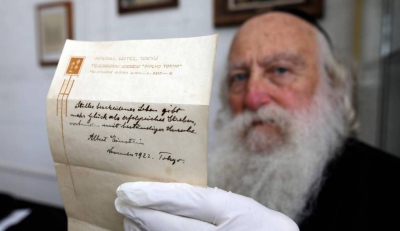 Stilles bescheidenes Leben gibt
mehr Glück als erfolgreiches Streben,
verbunden mit beständiger Unruhe.
Albert Einstein.
November 1922. Tokyo.